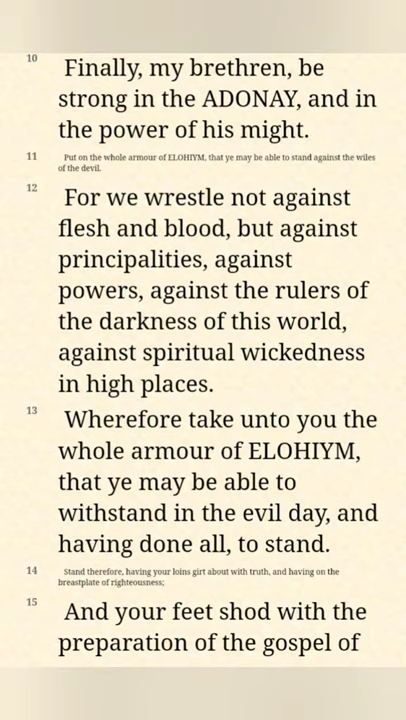 10 Finally, my brethren, be
strong in the ADONAY, and in
the power of his might.
11 Put on the whole armour of ELOHIYM, that ye may be able to stand against the wiles
of the devil.
12 For we wrestle not against
flesh and blood, but against
principalities, against
powers, against the rulers of
the darkness of this world,
against spiritual wickedness
in high places.
13 Wherefore take unto you the
whole armour of ELOHIYM,
that ye may be able to
withstand in the evil day, and
having done all, to stand.
14 Stand therefore, having your loins girt about with truth, and having on the
breastplate of righteousness;
15 And your feet shod with the
preparation of the gospel of